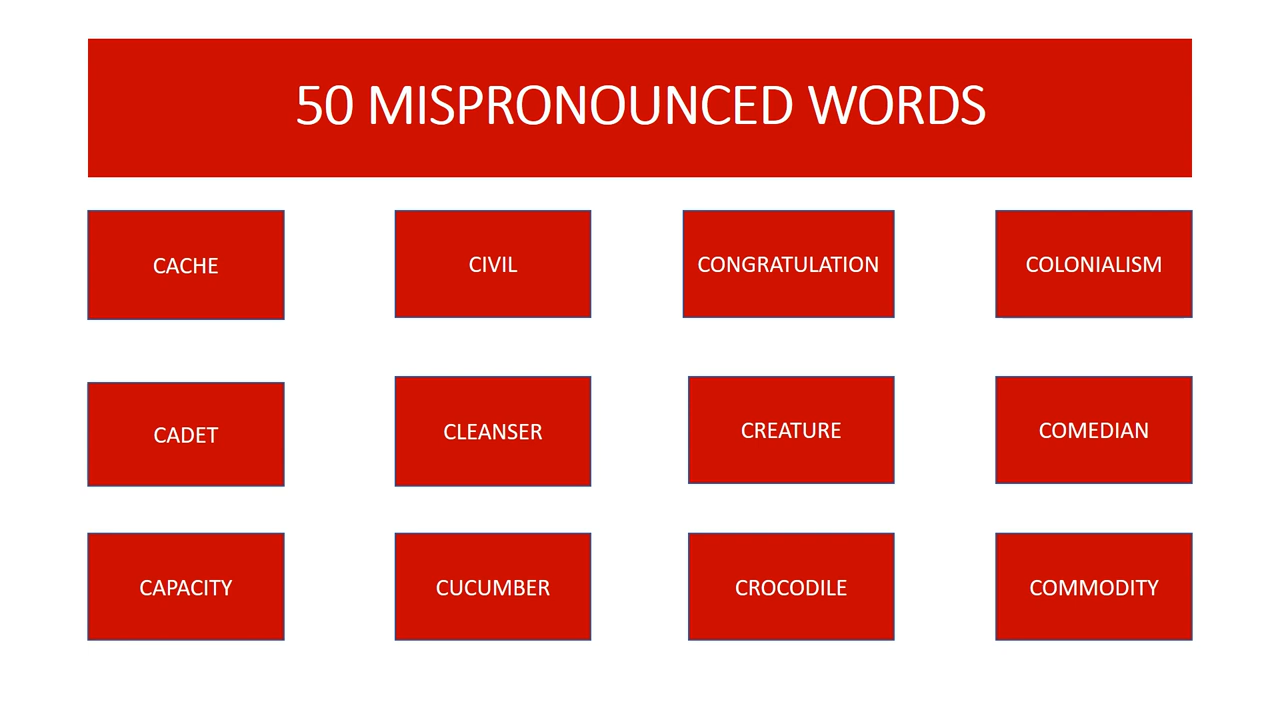 50 MISPRONOUNCED WORDS
CACHE
CIVIL
CONGRATULATION
COLONIALISM
CADET
CLEANSER
CREATURE
COMEDIAN
CAPACITY
CUCUMBER
CROCODILE
COMMODITY